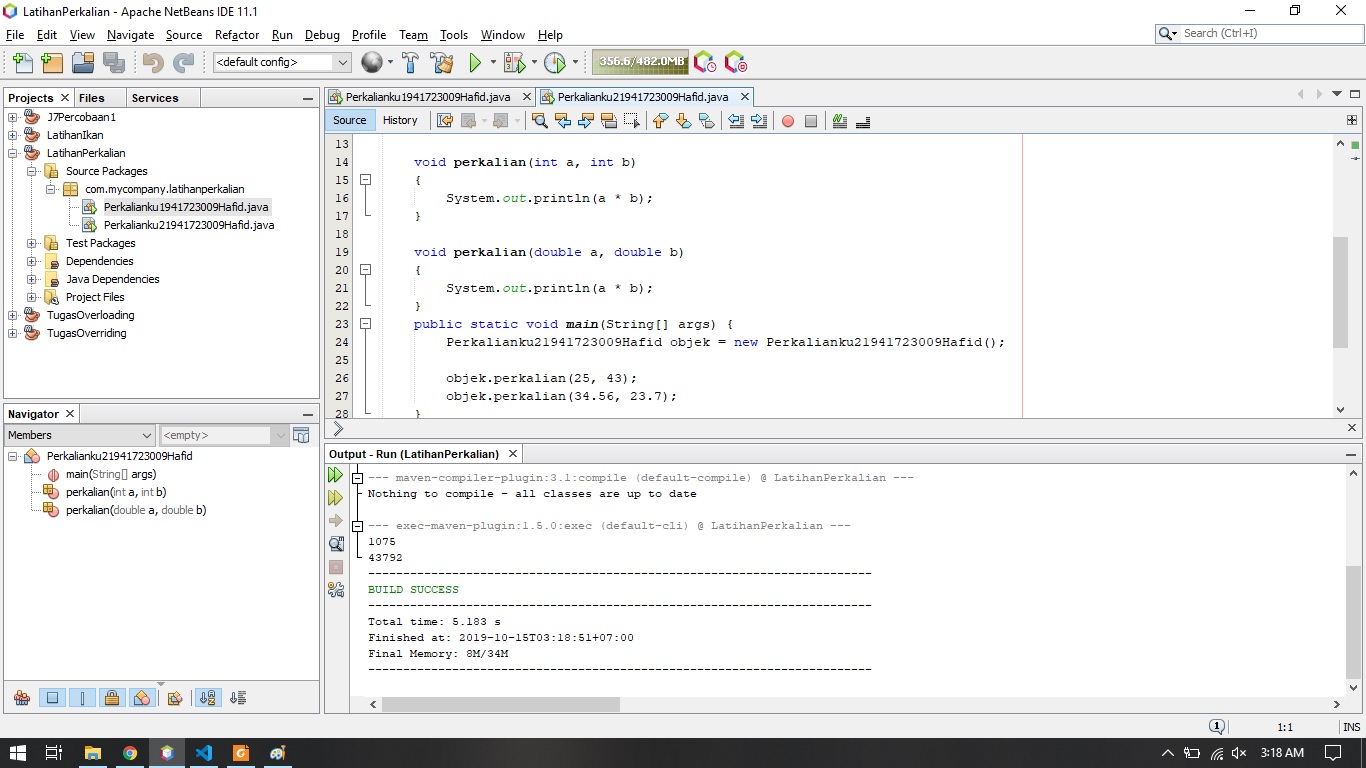 LatihanPerkalian - Apache NetBeans IDE 11.1
File Edit View Navigate Source Refactor Run Debug Profile Team Tools Window Help
Search (Ctrl+I)
<default config>
356.6/482.0MB
Projects Files Services
J7Percobaan1
LatihanIkan
LatihanPerkalian
Source Packages
com.mycompany.latihanperkalian
Perkalianku1941723009Hafid.java
Perkalianku21941723009Hafid.java
Test Packages
Dependencies
Java Dependencies
Project Files
TugasOverloading
TugasOverriding
Navigator
Members
<empty>
Perkalianku21941723009Hafid
main(String[] args)
perkalian(int a, int b)
perkalian(double a, double b)
Perkalianku1941723009Hafid.java Perkalianku21941723009Hafid.java
Source History
13
14 void perkalian(int a, int b)
15 {
16 System.out.println(a * b);
17 }
18
19 void perkalian(double a, double b)
20 {
21 System.out.println(a * b);
22 }
23 public static void main(String[] args) {
24 Perkalianku21941723009Hafid objek = new Perkalianku21941723009Hafid();
25
26 objek.perkalian(25, 43);
27 objek.perkalian(34.56, 23.7);
28 }
Output - Run (LatihanPerkalian)
--- maven-compiler-plugin:3.1:compile (default-compile) @ LatihanPerkalian ---
Nothing to compile - all classes are up to date
--- exec-maven-plugin:1.5.0:exec (default-cli) @ LatihanPerkalian ---
1075
43792
------------------------------------------------------------------------
BUILD SUCCESS
------------------------------------------------------------------------
Total time: 5.183 s
Finished at: 2019-10-15T03:18:51+07:00
Final Memory: 8M/34M
------------------------------------------------------------------------
1
1:1
INS
3:18 AM